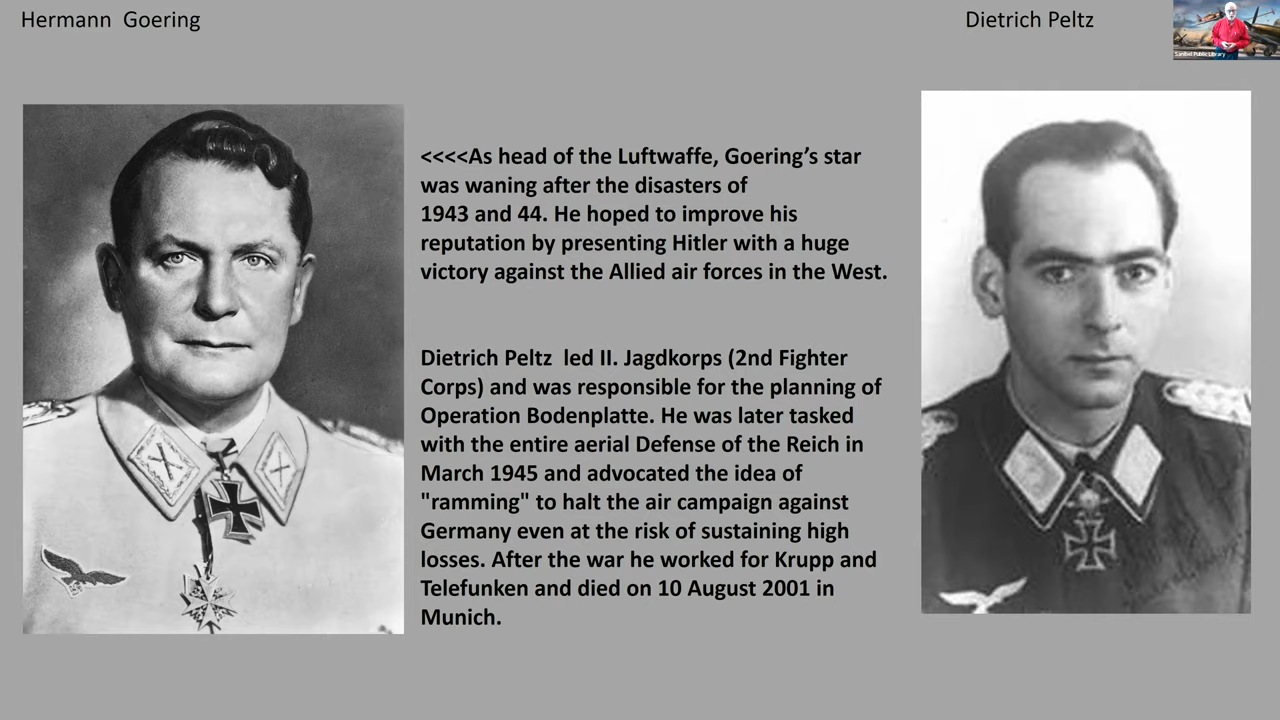 Hermann  Goering
Dietrich Peltz
Sanibel Public Library
<<<<As head of the Luftwaffe, Goering’s star
was waning after the disasters of
1943 and 44. He hoped to improve his
reputation by presenting Hitler with a huge
victory against the Allied air forces in the West.
Dietrich Peltz  led II. Jagdkorps (2nd Fighter
Corps) and was responsible for the planning of
Operation Bodenplatte. He was later tasked
with the entire aerial Defense of the Reich in
March 1945 and advocated the idea of
"ramming" to halt the air campaign against
Germany even at the risk of sustaining high
losses. After the war he worked for Krupp and
Telefunken and died on 10 August 2001 in
Munich.